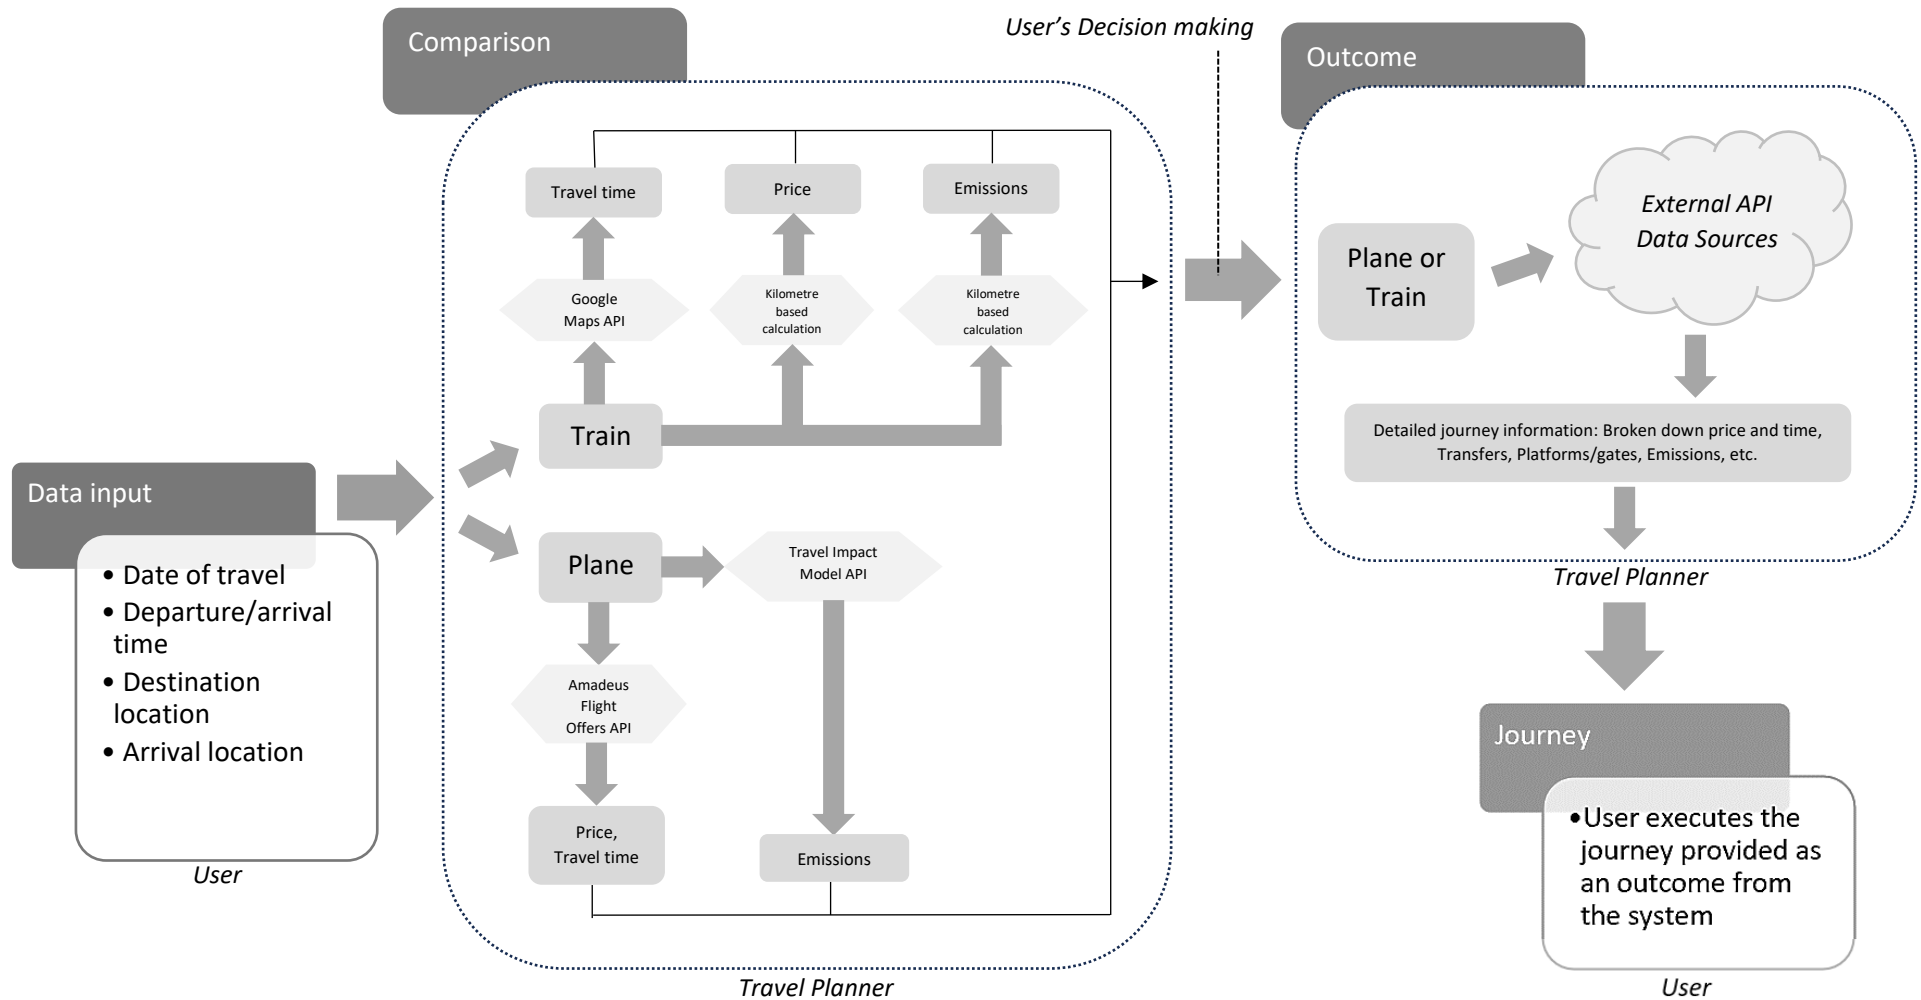 Comparison
User’s Decision making
Outcome
Travel time
Price
Emissions
Google
Maps API
Kilometre
based
calculation
Kilometre
based
calculation
Train
Data input
• Date of travel
• Departure/arrival
time
• Destination
location
• Arrival location
User
Plane
Travel Impact
Model API
Amadeus
Flight
Offers API
Price,
Travel time
Emissions
Travel Planner
Plane or
Train
External API
Data Sources
Detailed journey information: Broken down price and time,
Transfers, Platforms/gates, Emissions, etc.
Travel Planner
Journey
•User executes the
journey provided as
an outcome from
the system
User